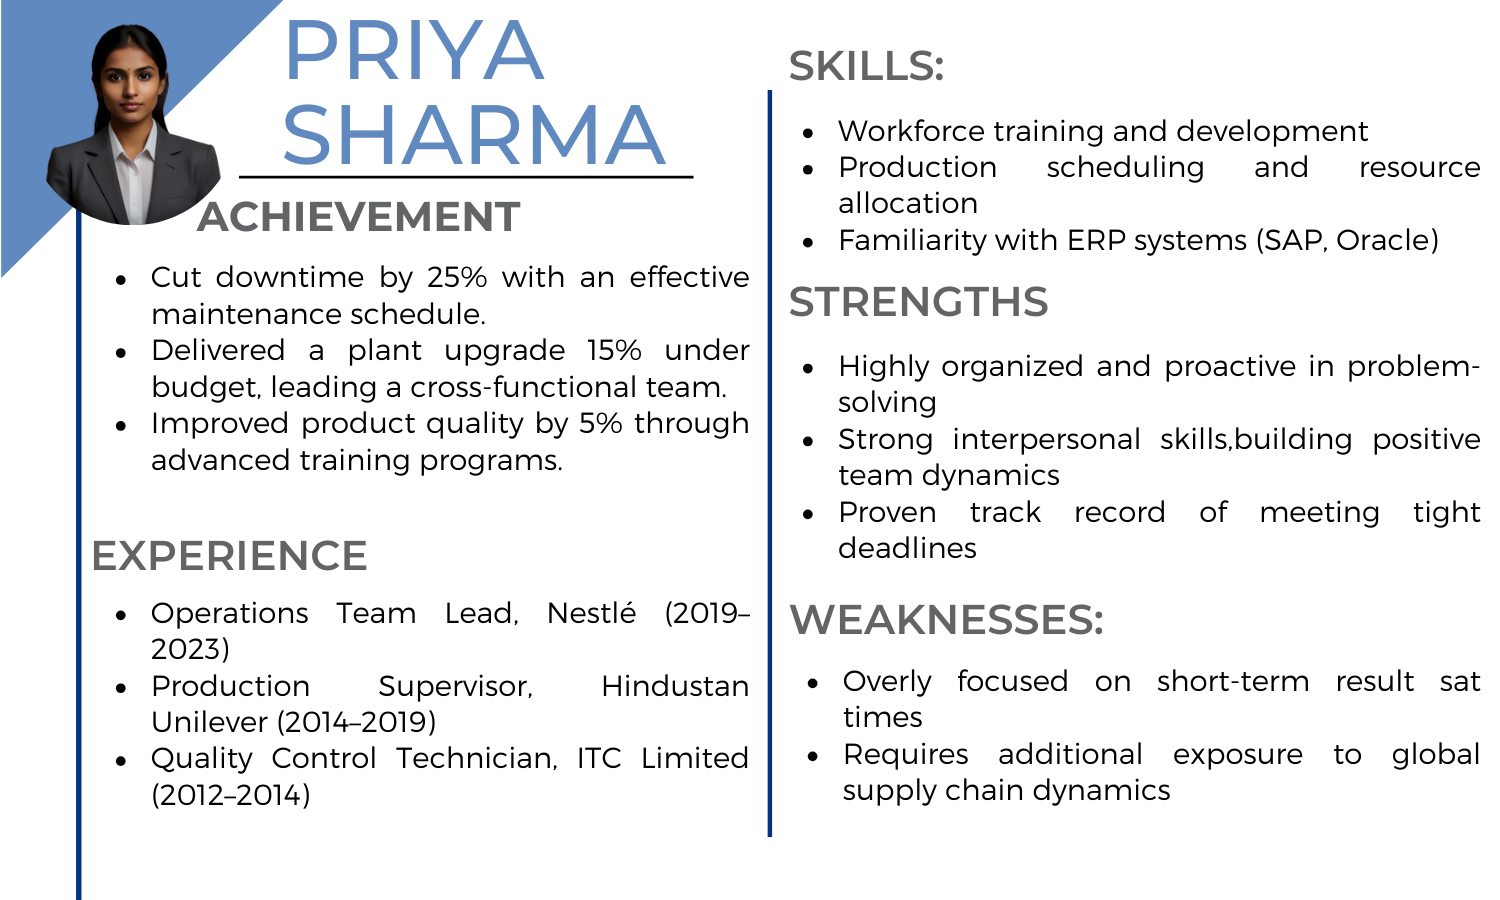 PRIYA
SHARMA
ACHIEVEMENT
• Cut downtime by 25% with an effective
maintenance schedule.
• Delivered a plant upgrade 15% under
budget, leading a cross-functional team.
• Improved product quality by 5% through
advanced training programs.
EXPERIENCE
• Operations Team Lead, Nestlé (2019–
2023)
• Production Supervisor, Hindustan
Unilever (2014–2019)
• Quality Control Technician, ITC Limited
(2012–2014)
SKILLS:
• Workforce training and development
• Production scheduling and resource
allocation
• Familiarity with ERP systems (SAP, Oracle)
STRENGTHS
• Highly organized and proactive in problem-
solving
• Strong interpersonal skills,building positive
team dynamics
• Proven track record of meeting tight
deadlines
WEAKNESSES:
• Overly focused on short-term result sat
times
• Requires additional exposure to global
supply chain dynamics